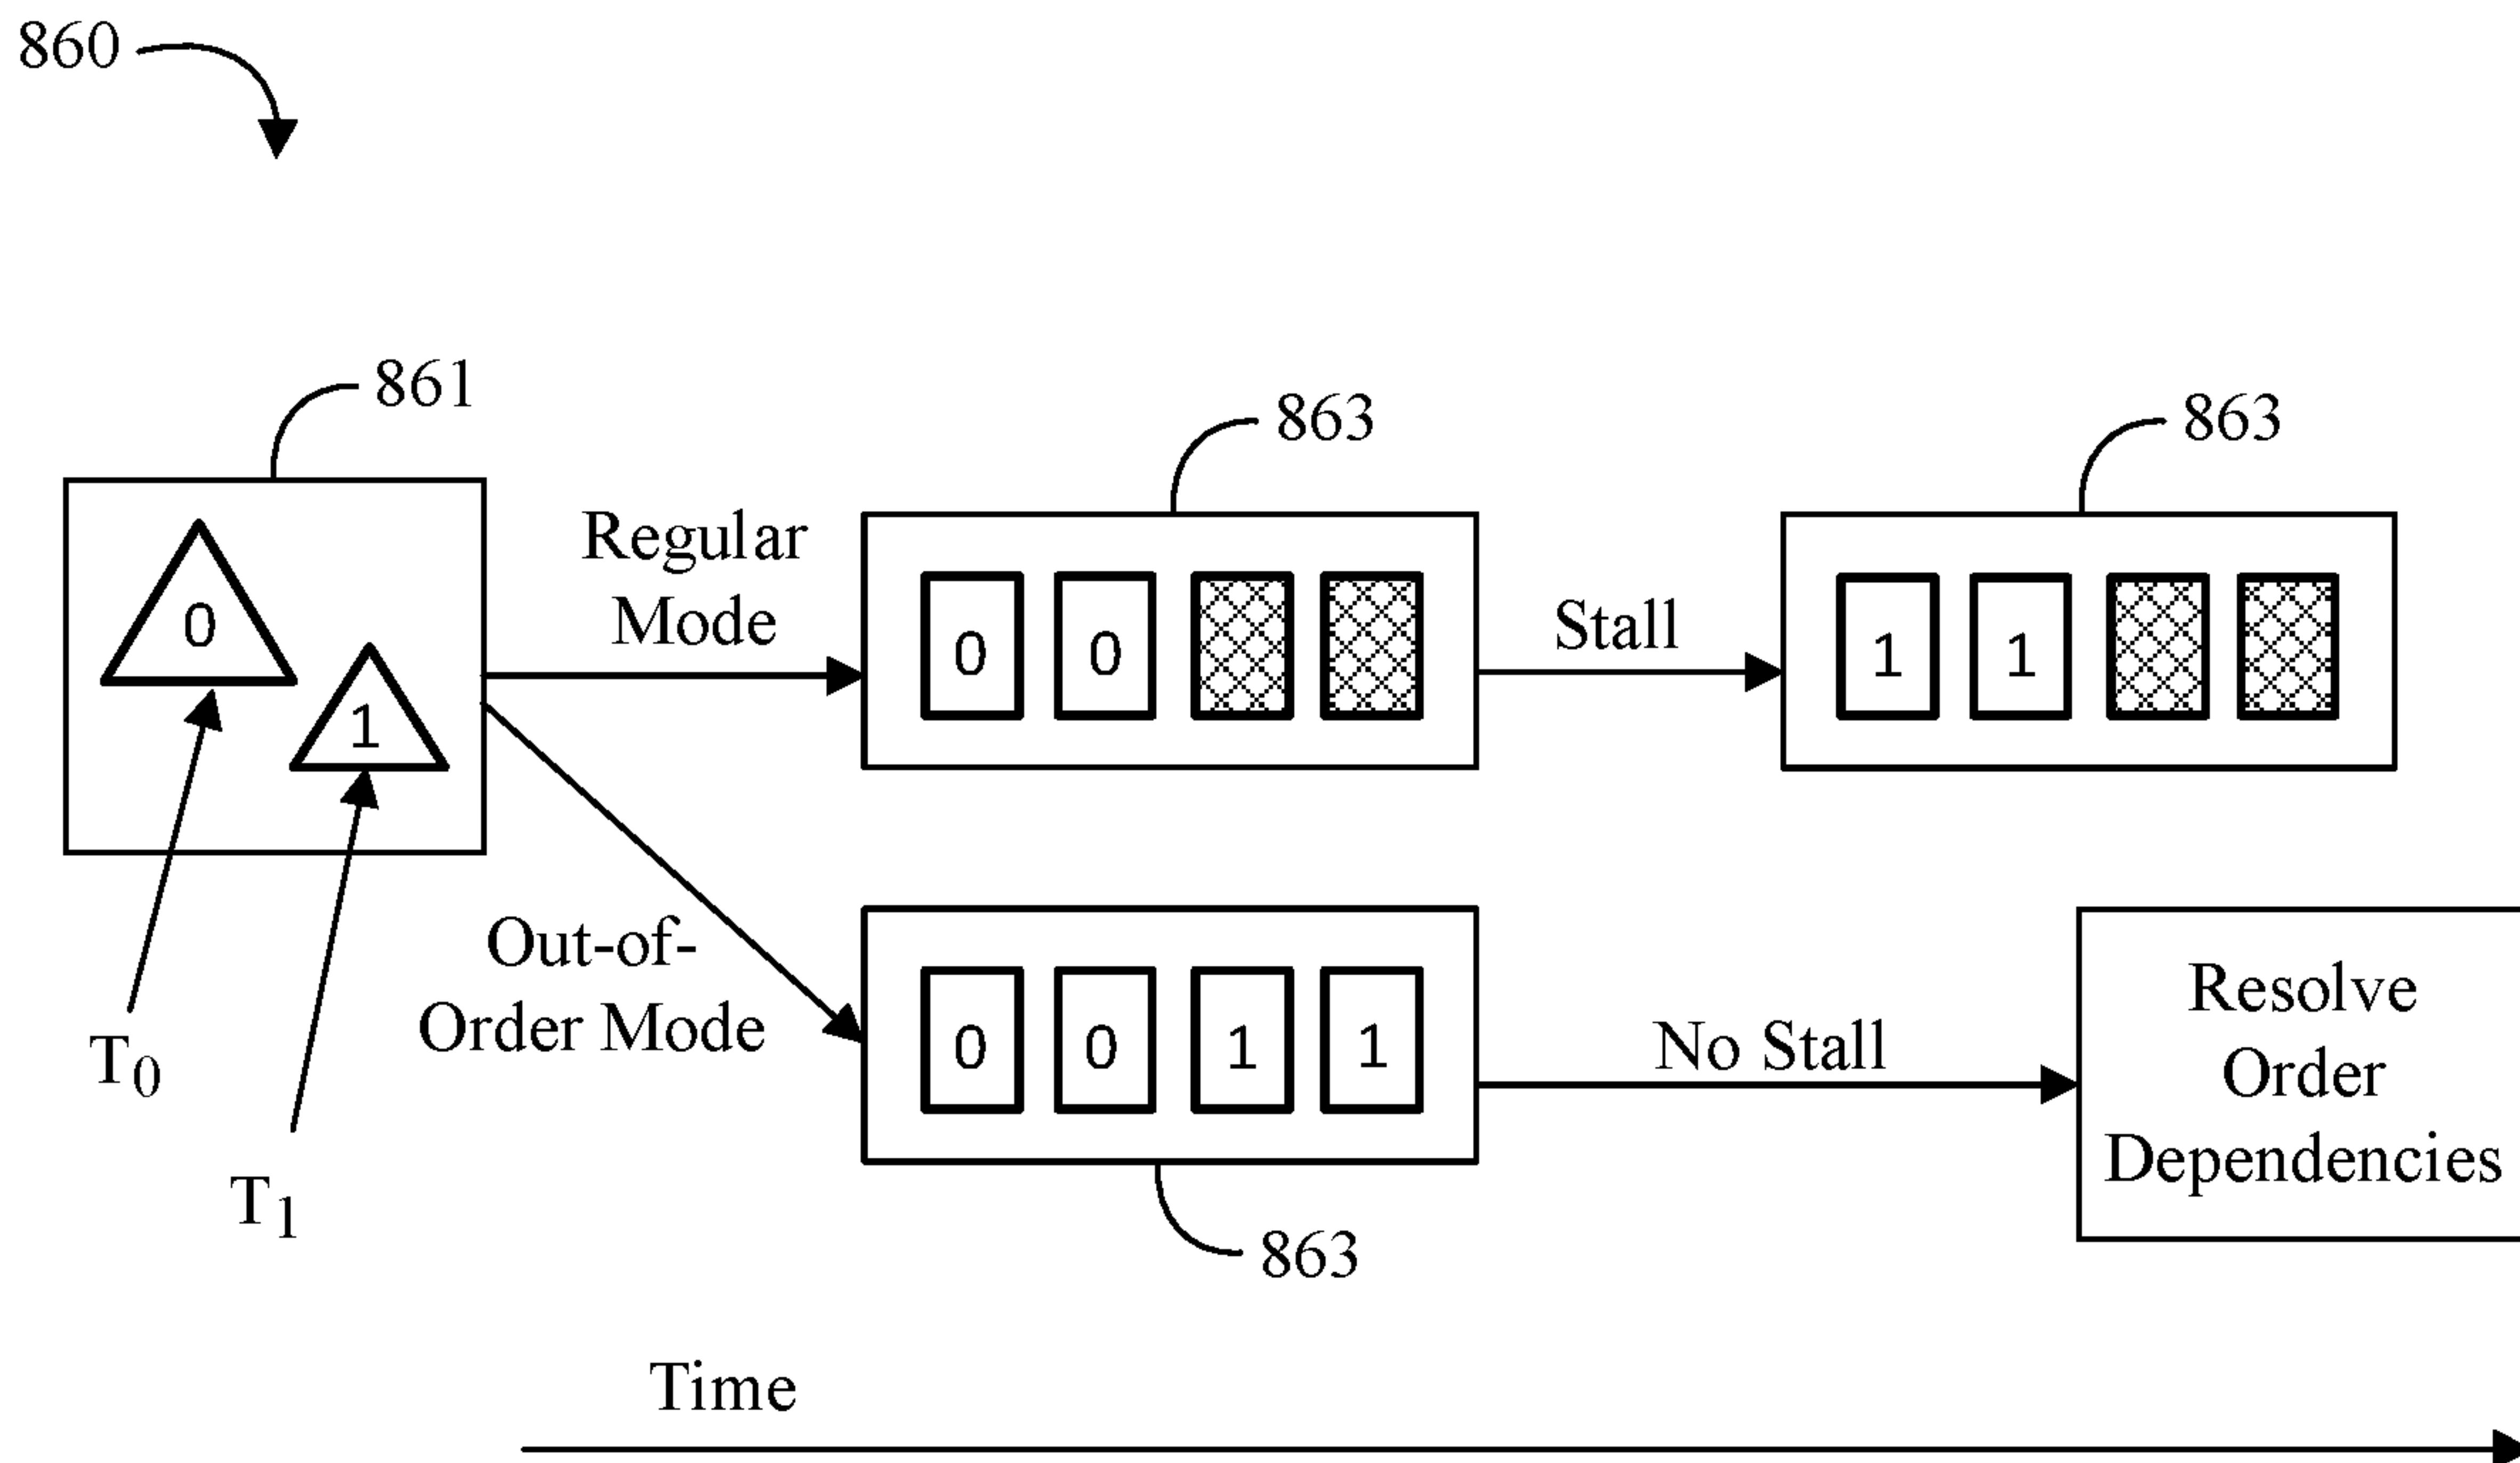 860
861
863
863
Regular
Mode
0
1
0
0
Stall
1
1
Out-of-
Order Mode
0
0
1
1
No Stall
Resolve
Order
Dependencies
T0
T1
863
Time